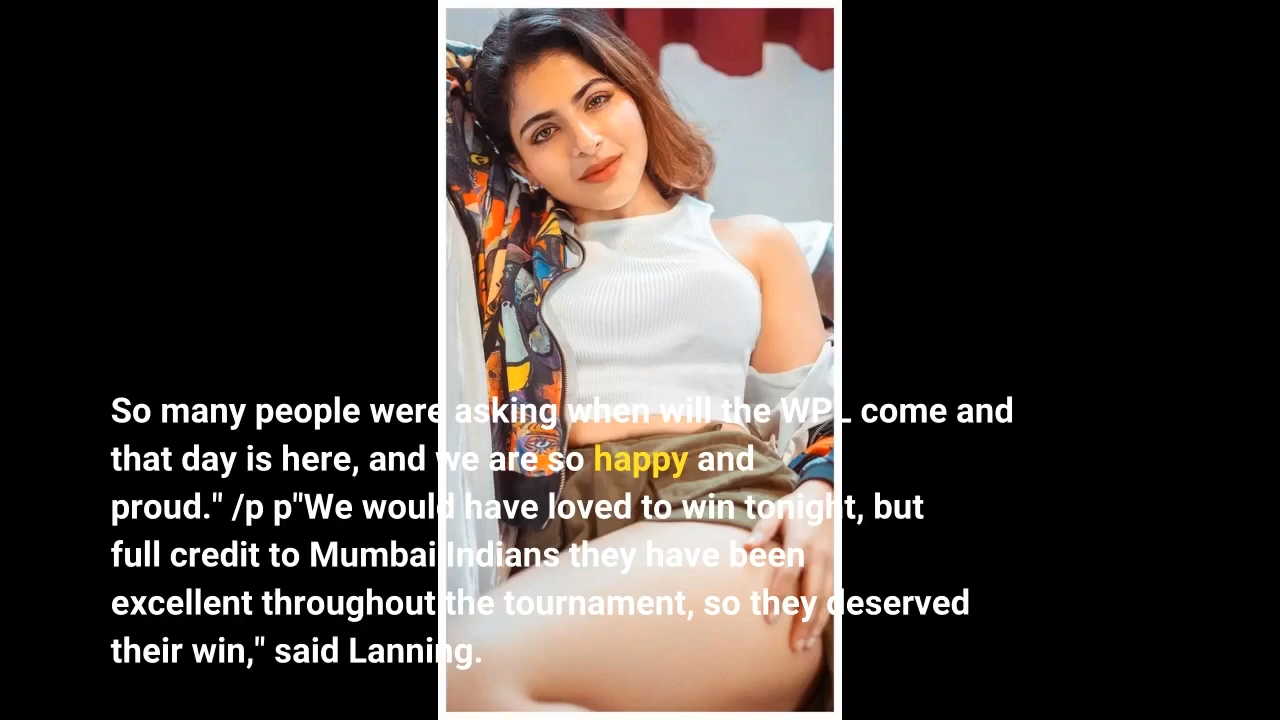 So many people were asking when will the WPL come and
that day is here, and we are so happy and
proud." /p p"We would have loved to win tonight, but
full credit to Mumbai Indians they have been
excellent throughout the tournament, so they deserved
their win," said Lanning.